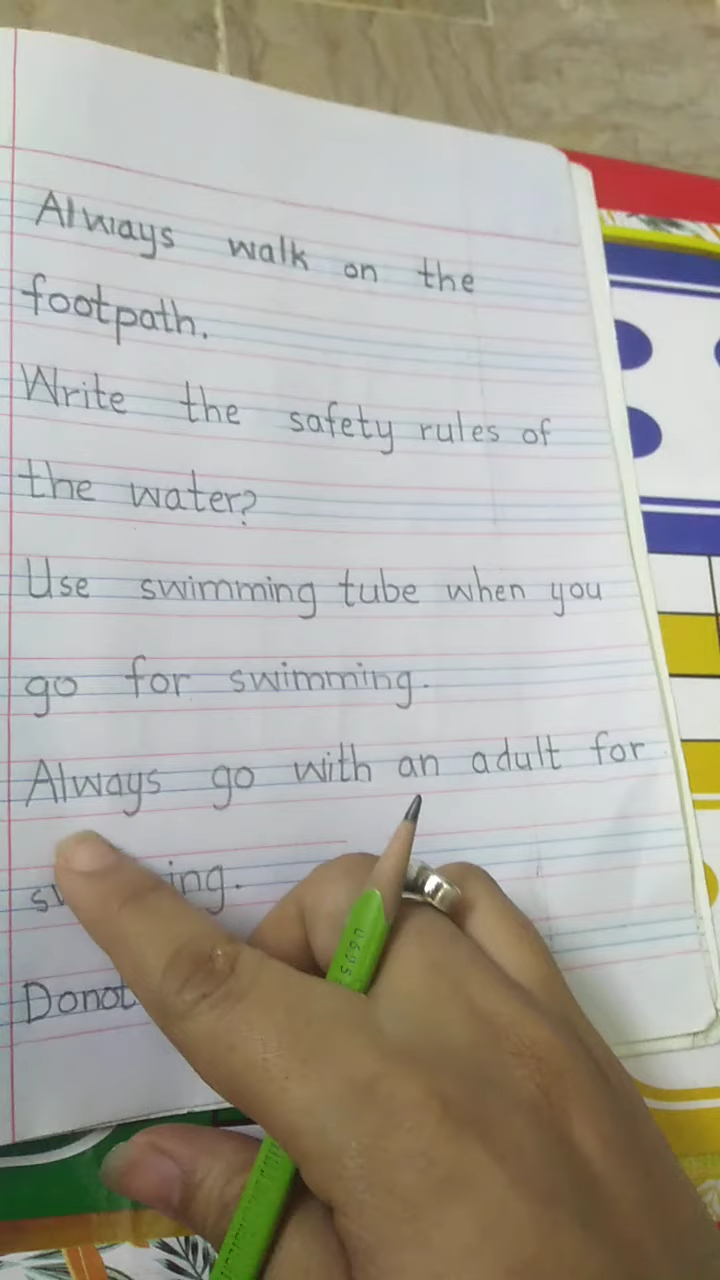 Always walk on the
footpath.
Write the safety rules of
the water?
Use swimming tube when you
go for swimming.
Always go with an adult for
Donot